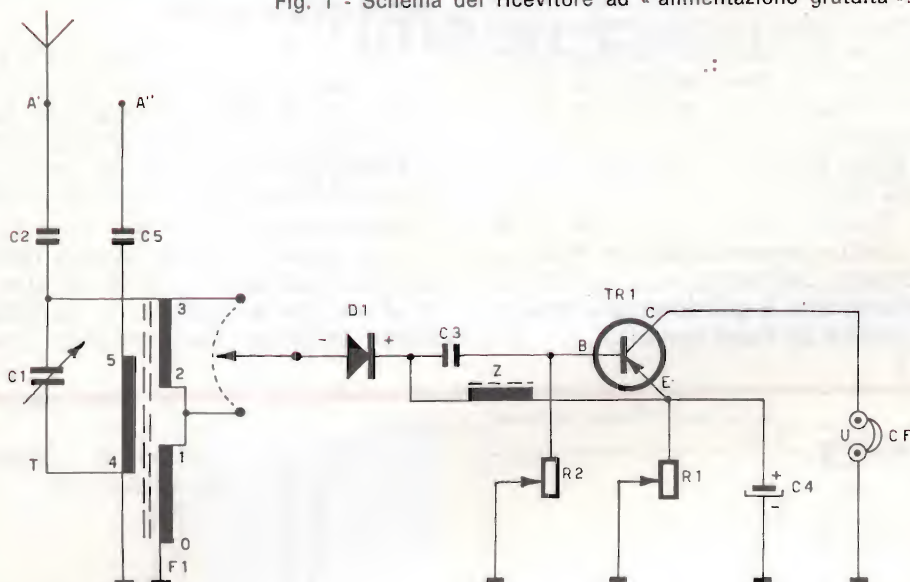 Fig. 1 - Schema del ricevitore ad « alimentazione gratuita ».
A'
A''
C2
C5
TR1
C
3
D1
C3
-
+
B
C1
5
2
Z
E
U
CF
T
4
1
R2
R1
+
C4
-
0
F1